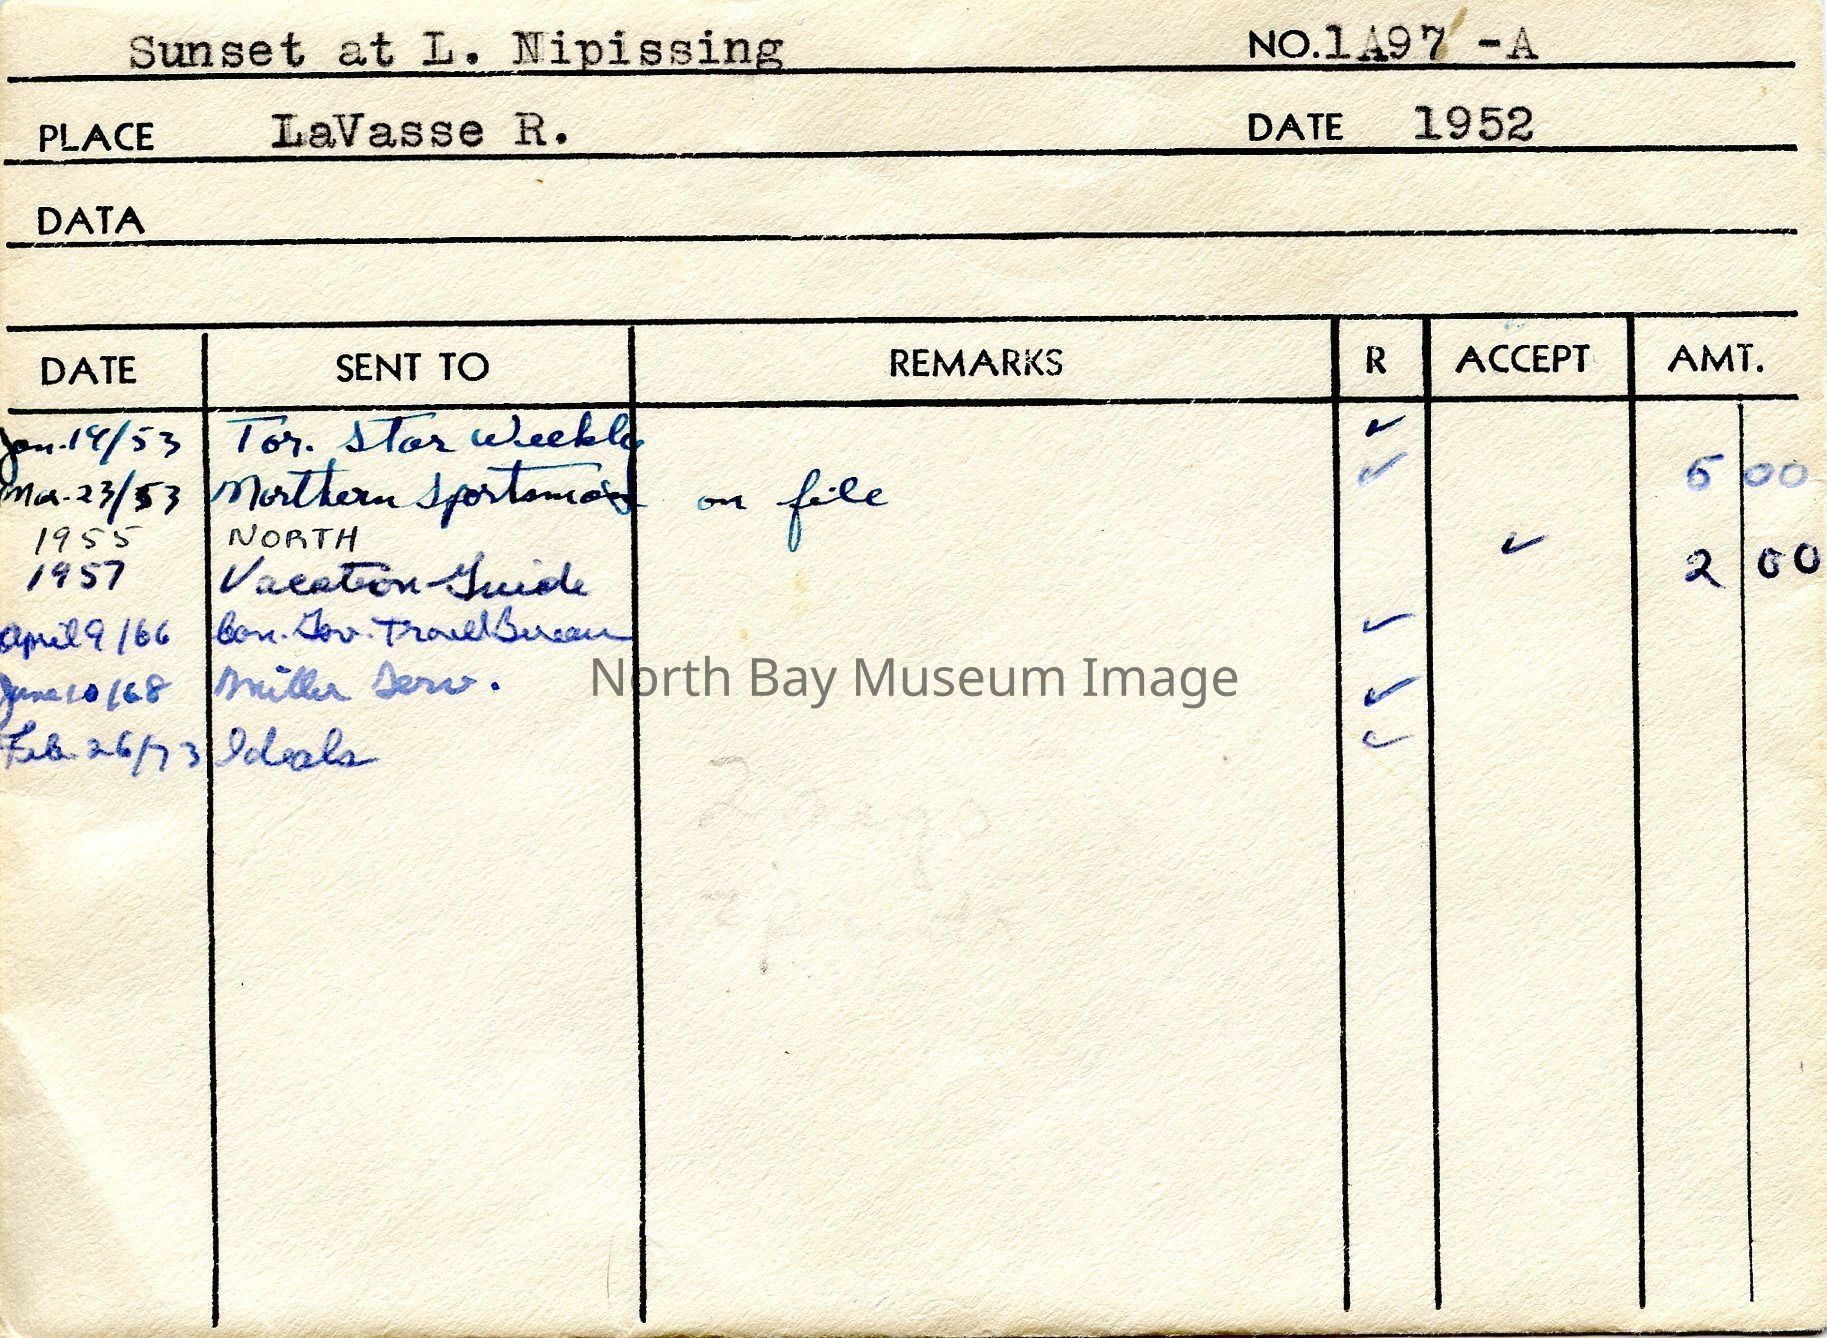 Sunset at L. Nipissing NO. 1A97 -A
PLACE LaVasse R. DATE 1952
DATA
DATE SENT TO REMARKS R ACCEPT AMT.
Jan. 19/53 Tor. Star Weekly ✓
Mar. 23/53 Northern Sportsman on file ✓ 5 00
1955 NORTH ✓
1957 Vacation Guide 2 00
April 9/66 Can. Gov. Travel Bureau ✓
June 10/68 Miller Serv. ✓
Feb. 26/73 Ideals ✓
North Bay Museum Image